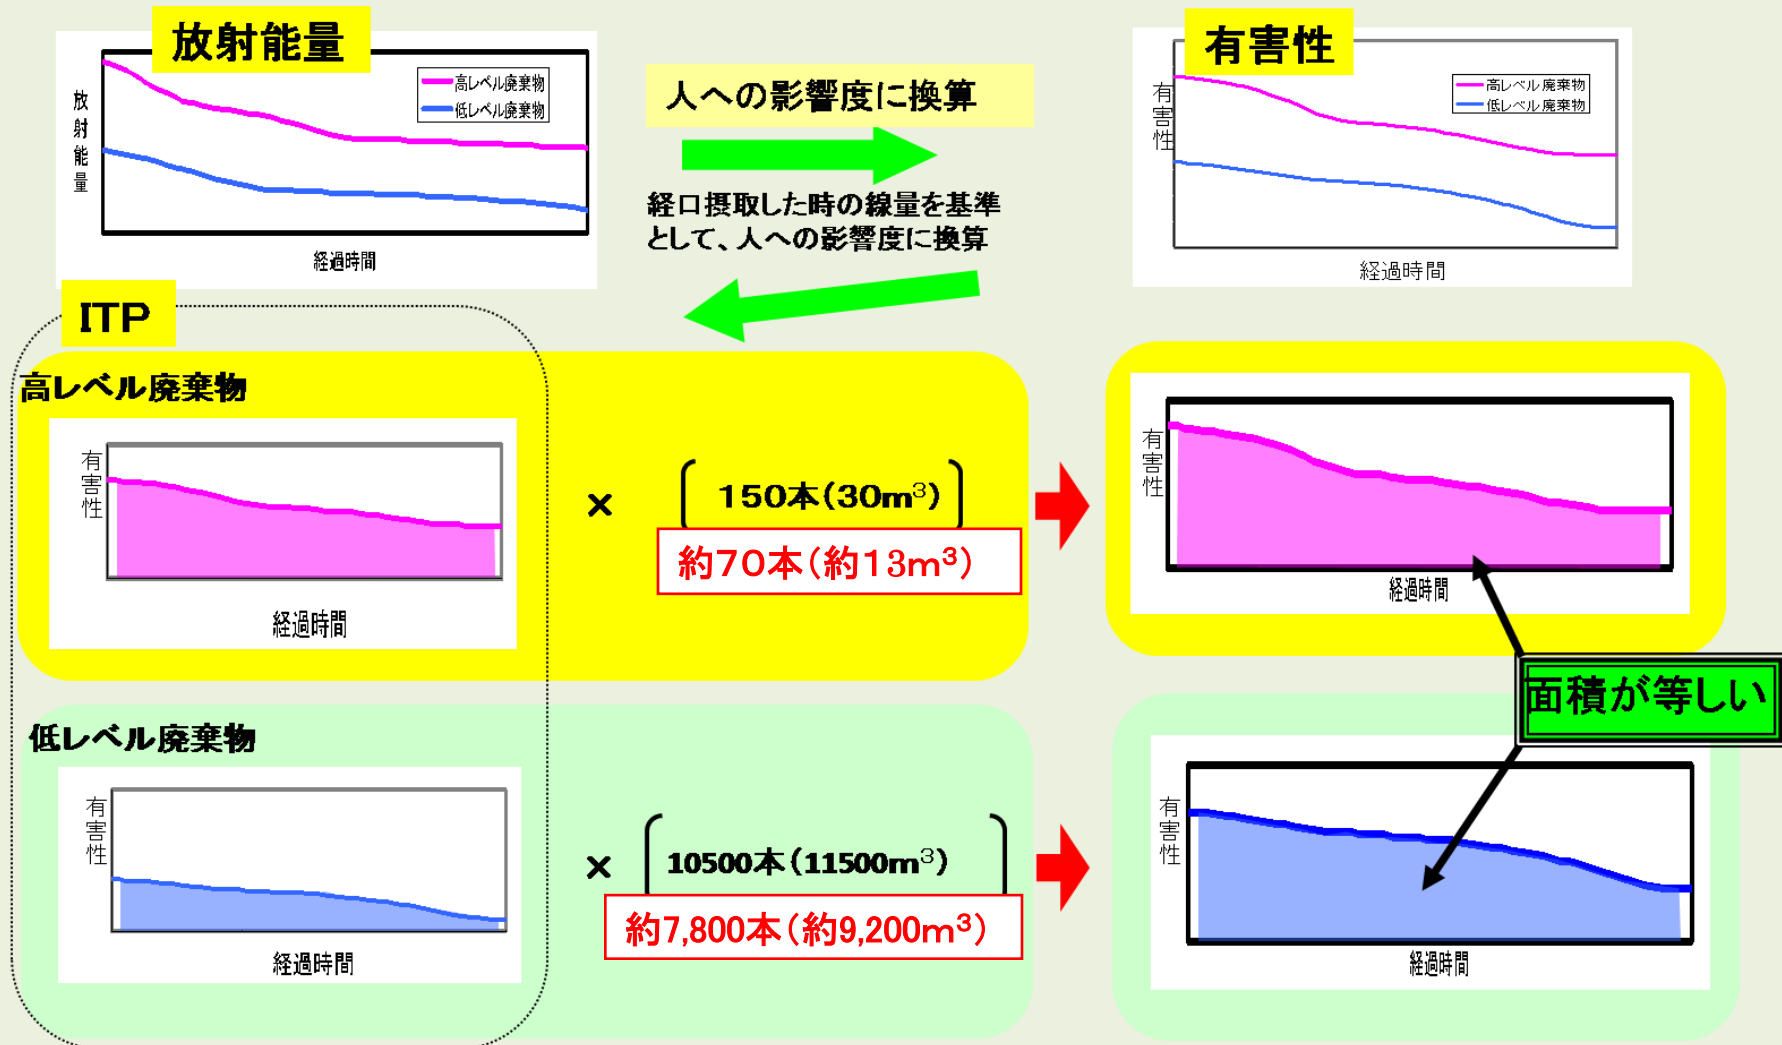 放射能量
放射能量
高レベル廃棄物
低レベル廃棄物
経過時間
人への影響度に換算
経口摂取した時の線量を基準
として、人への影響度に換算
有害性
有害性
高レベル廃棄物
低レベル廃棄物
経過時間
ITP
高レベル廃棄物
有害性
経過時間
×
150本(30m³)
約70本(約13m³)
有害性
経過時間
面積が等しい
低レベル廃棄物
有害性
経過時間
×
10500本(11500m³)
約7,800本(約9,200m³)
有害性
経過時間